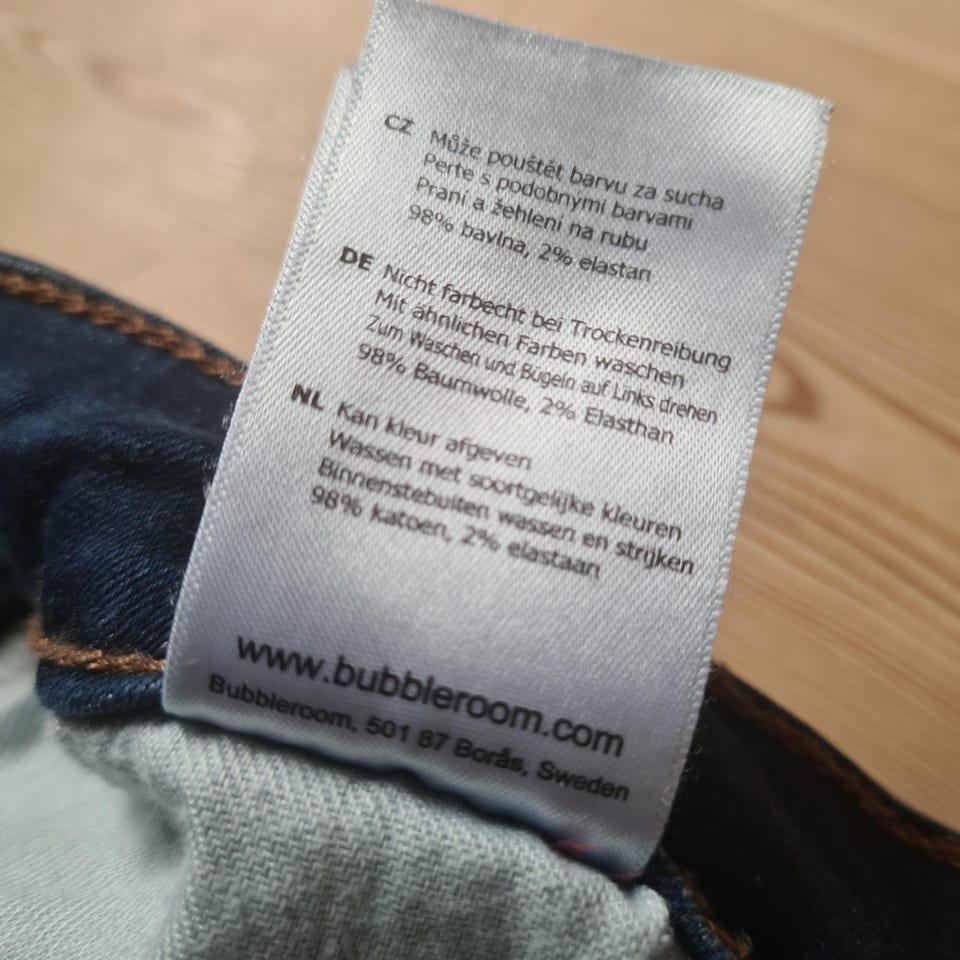 CZ Může pouštět barvu za sucha
Perte s podobnymi barvami
Praní a žehlení na rubu
98% bavlna, 2% elastan
DE Nicht farbecht bei Trockenreibung
Mit ähnlichen Farben waschen
Zum Waschen und Bügeln auf Links drehen
98% Baumwolle, 2% Elasthan
NL Kan kleur afgeven
Wassen met soortgelijke kleuren
Binnenstebuiten wassen en strijken
98% katoen, 2% elastaan
www.bubbleroom.com
Bubbleroom, 501 87 Borås, Sweden